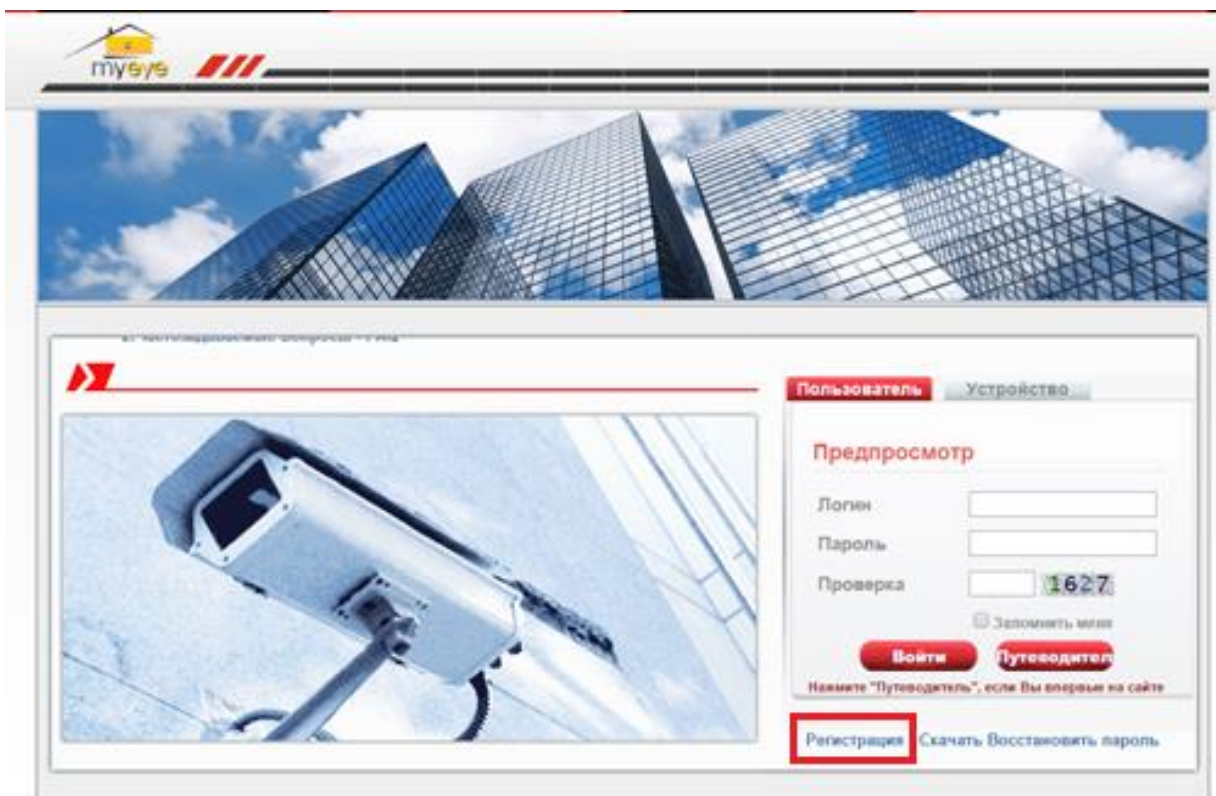 myeye
Пользователь Устройство
Предпросмотр
Логин
Пароль
Проверка 1627
Запомнить меня
Войти Путеводител
Нажмите "Путеводитель", если Вы впервые на сайте
Регистрация Скачать Восстановить пароль